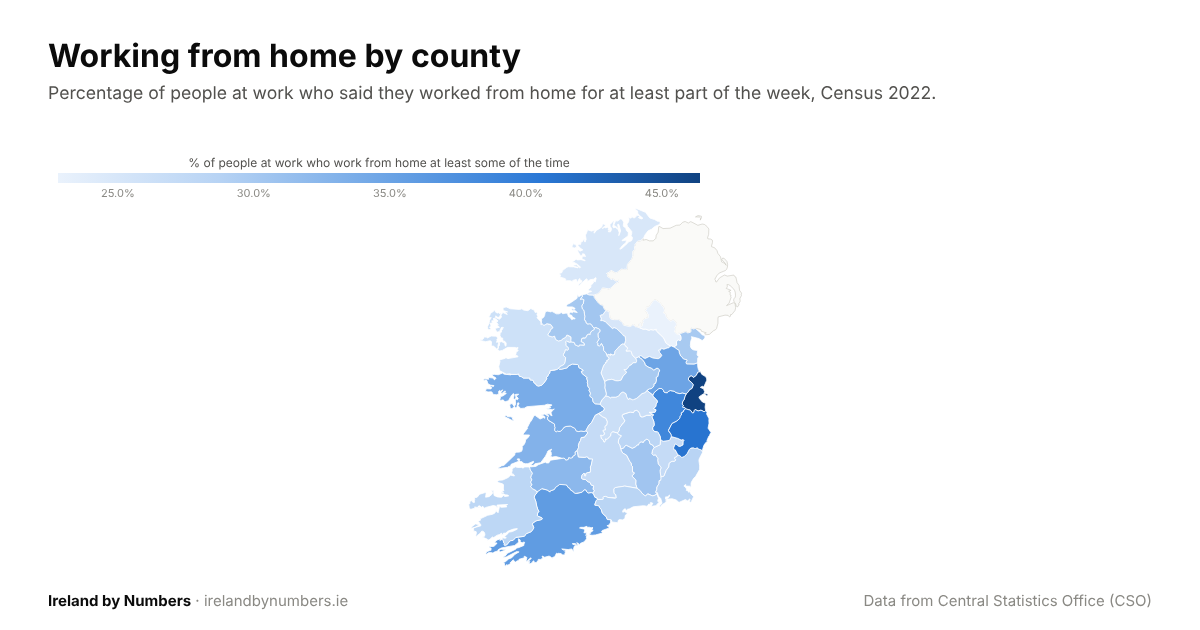 Working from home by county
Percentage of people at work who said they worked from home for at least part of the week, Census 2022.
% of people at work who work from home at least some of the time
25.0% 30.0% 35.0% 40.0% 45.0%
Ireland by Numbers · irelandbynumbers.ie
Data from Central Statistics Office (CSO)